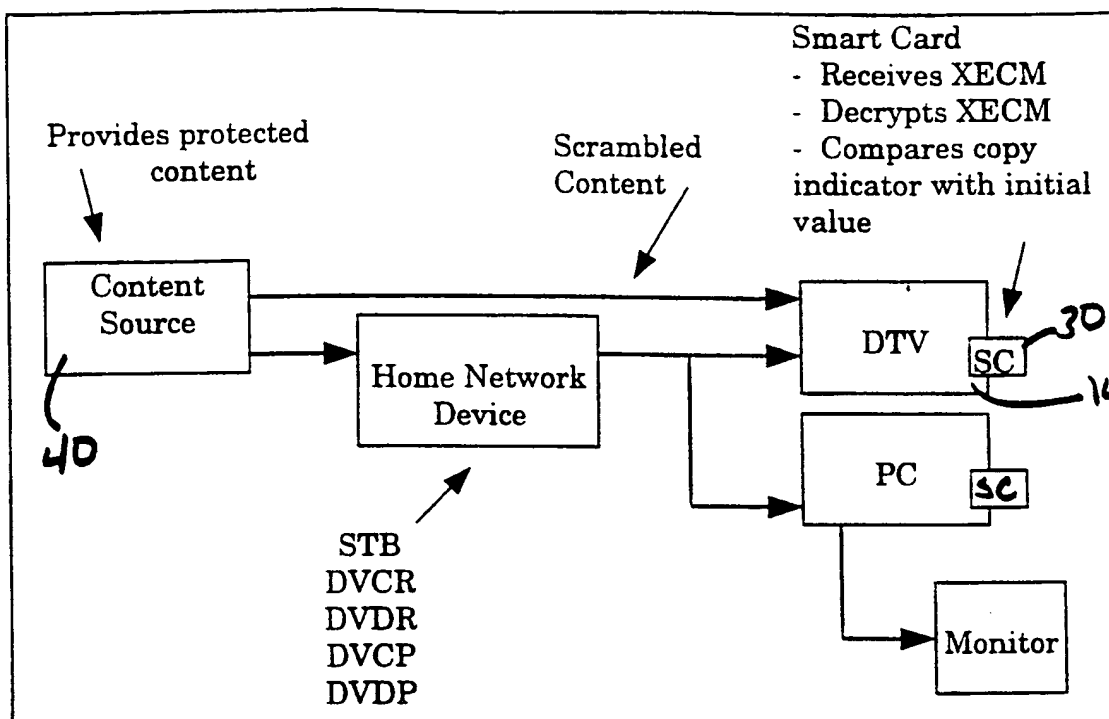 Smart Card
- Receives XECM
- Decrypts XECM
- Compares copy
indicator with initial
value
Provides protected
content
Scrambled
Content
Content
Source
40
Home Network
Device
DTV
SC
30
PC
SC
STB
DVCR
DVDR
DVCP
DVDP
Monitor